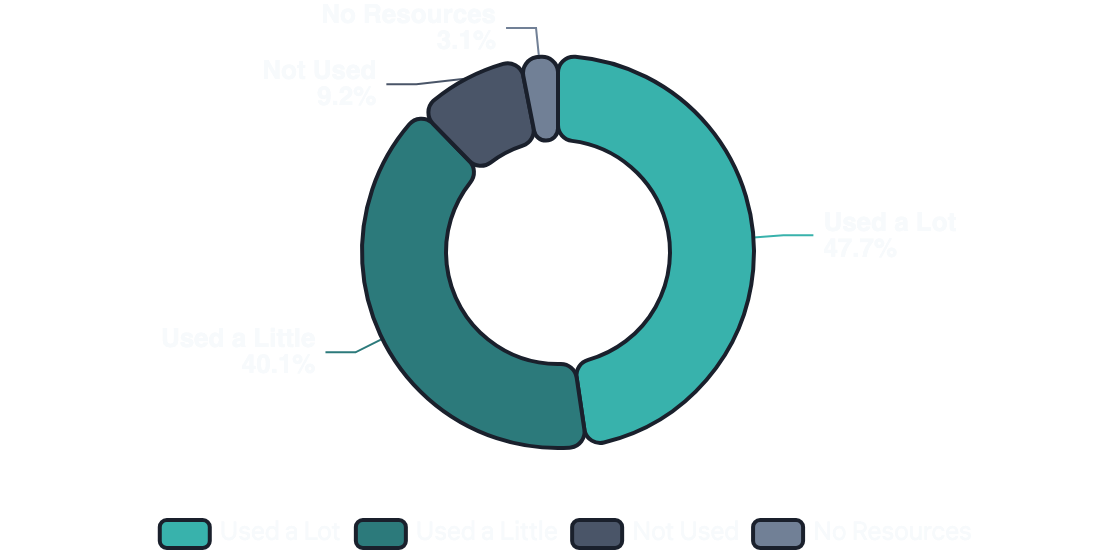 No Resources
3.1%
Not Used
9.2%
Used a Lot
47.7%
Used a Little
40.1%
Used a Lot
Used a Little
Not Used
No Resources